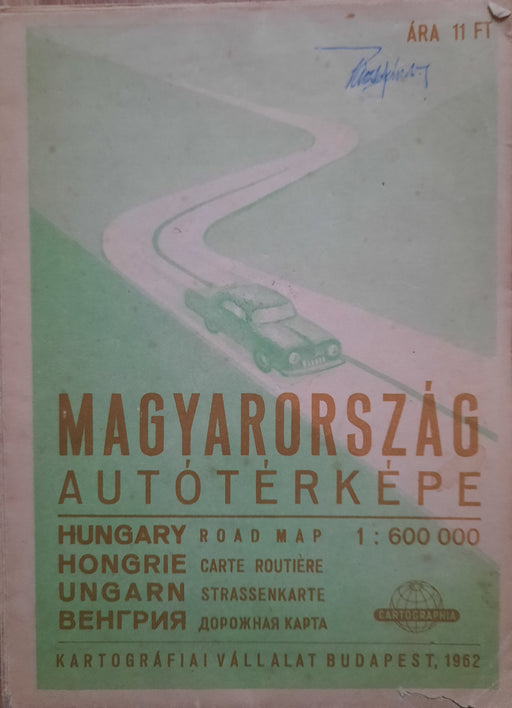 ÁRA 11 FT
MAGYARORSZÁG
AUTÓTÉRKÉPE
HUNGARY ROAD MAP 1 : 600 000
HONGRIE CARTE ROUTIÈRE
UNGARN STRASSENKARTE
ВЕНГРИЯ ДОРОЖНАЯ КАРТА
CARTOGRAPHIA
KARTOGRÁFIAI VÁLLALAT BUDAPEST, 1962